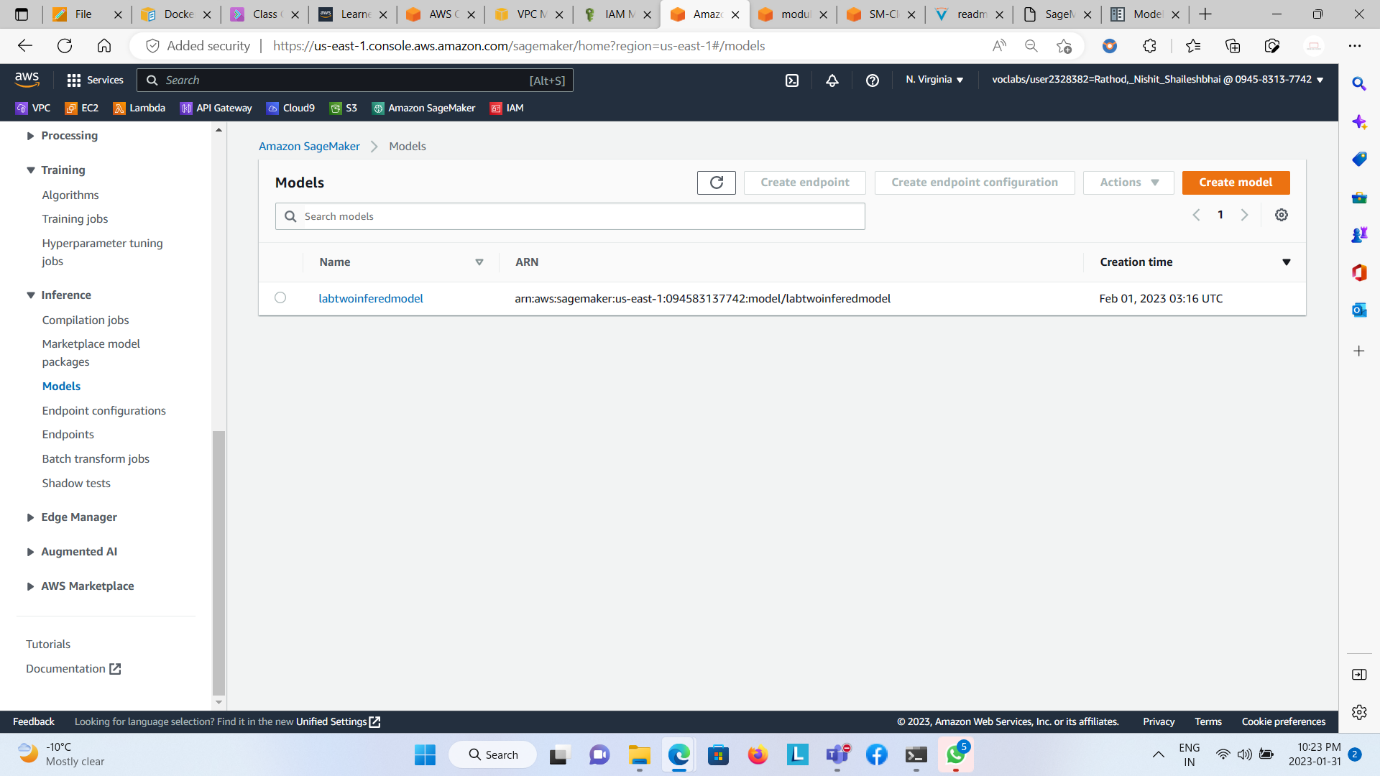 File
Docke
Class
Learne
AWS
VPC M
IAM M
Amaz
modul
SM-Cl
readm
SageM
Model
Added security
https://us-east-1.console.aws.amazon.com/sagemaker/home?region=us-east-1#/models
aws
Services
Search
[Alt+S]
N. Virginia
voclabs/user2328382=Rathod,_Nishit_Shaileshbhai @ 0945-8313-7742
VPC
EC2
Lambda
API Gateway
Cloud9
S3
Amazon SageMaker
IAM
Processing
Training
Algorithms
Training jobs
Hyperparameter tuning
jobs
Inference
Compilation jobs
Marketplace model
packages
Models
Endpoint configurations
Endpoints
Batch transform jobs
Shadow tests
Edge Manager
Augmented AI
AWS Marketplace
Tutorials
Documentation
Amazon SageMaker
Models
Models
Create endpoint
Create endpoint configuration
Actions
Create model
Search models
1
Name
ARN
Creation time
labtwoinferedmodel
arn:aws:sagemaker:us-east-1:094583137742:model/labtwoinferedmodel
Feb 01, 2023 03:16 UTC
Feedback
Looking for language selection? Find it in the new Unified Settings
© 2023, Amazon Web Services, Inc. or its affiliates.
Privacy
Terms
Cookie preferences
-10°C
Mostly clear
Search
5
ENG
IN
10:23 PM
2023-01-31
2